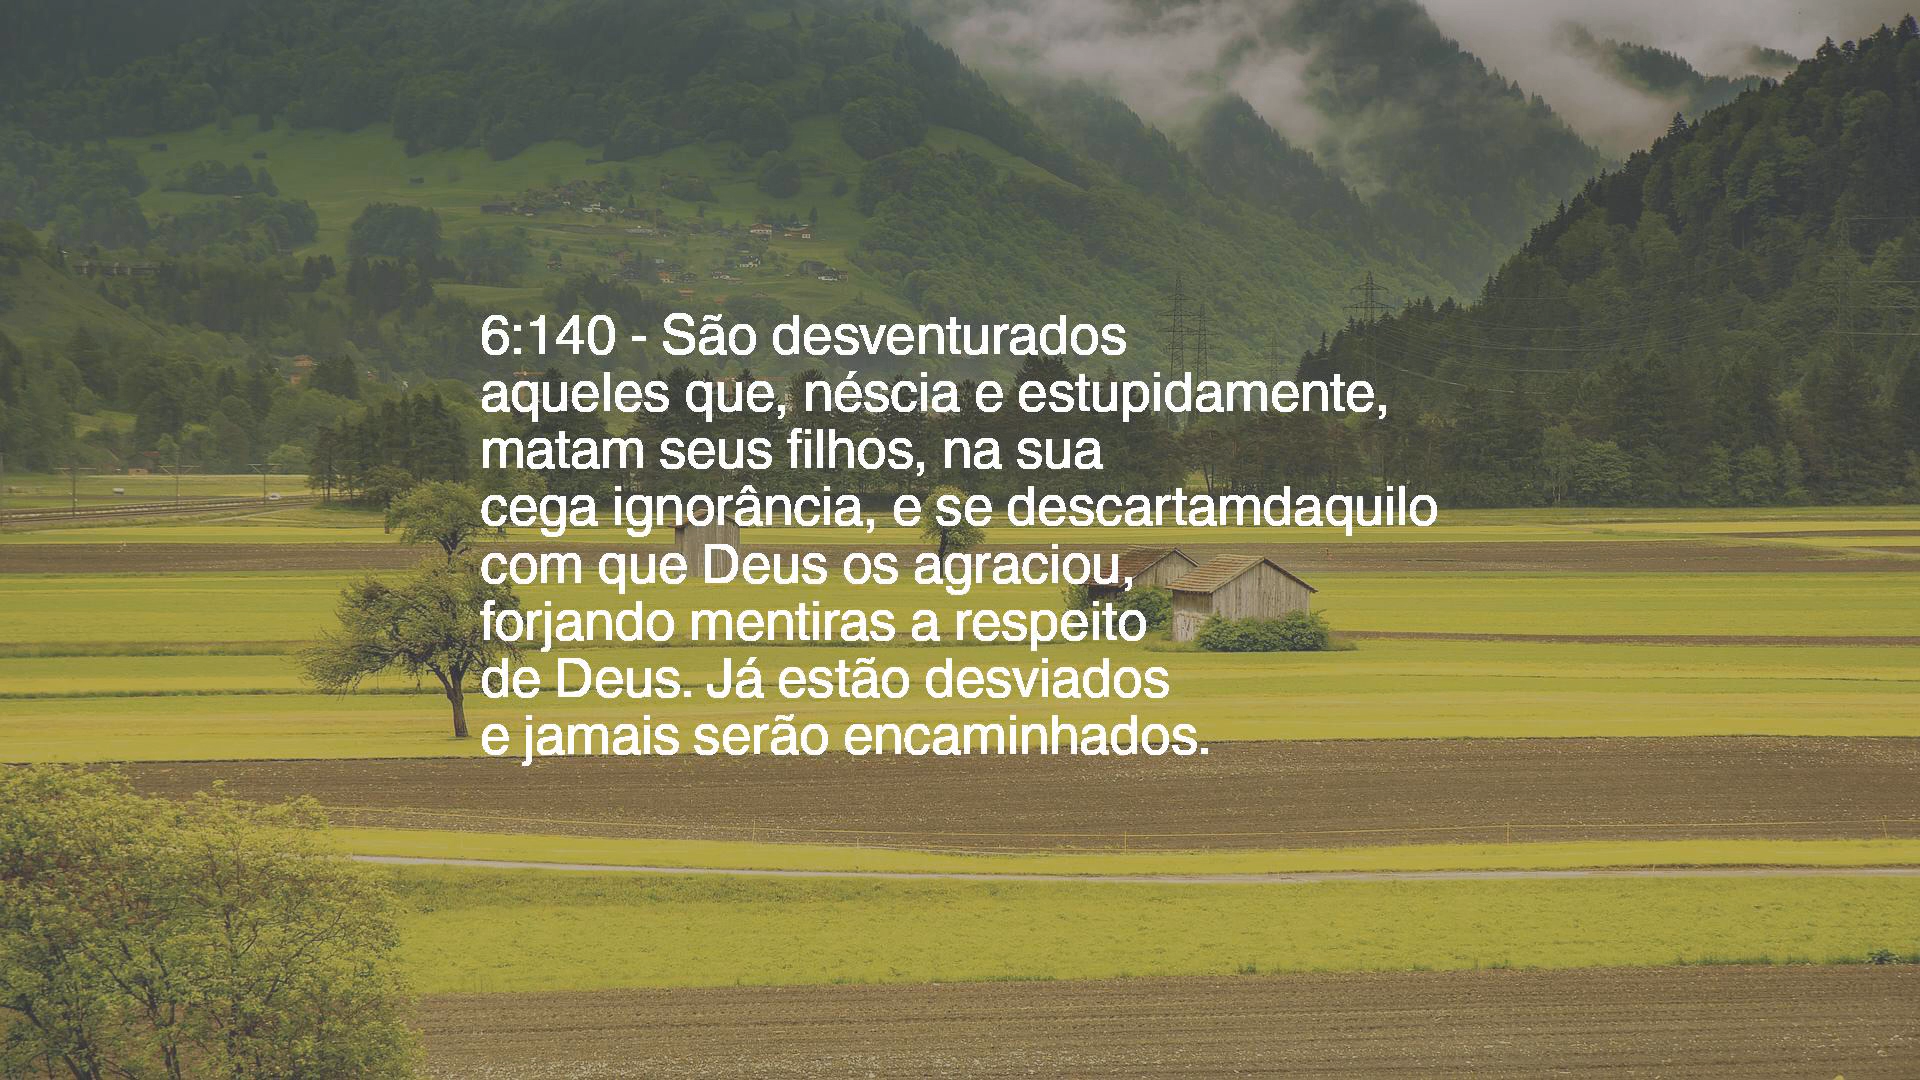 6:140 - São desventurados
aqueles que, néscia e estupidamente,
matam seus filhos, na sua
cega ignorância, e se descartamdaquilo
com que Deus os agraciou,
forjando mentiras a respeito
de Deus. Já estão desviados
e jamais serão encaminhados.